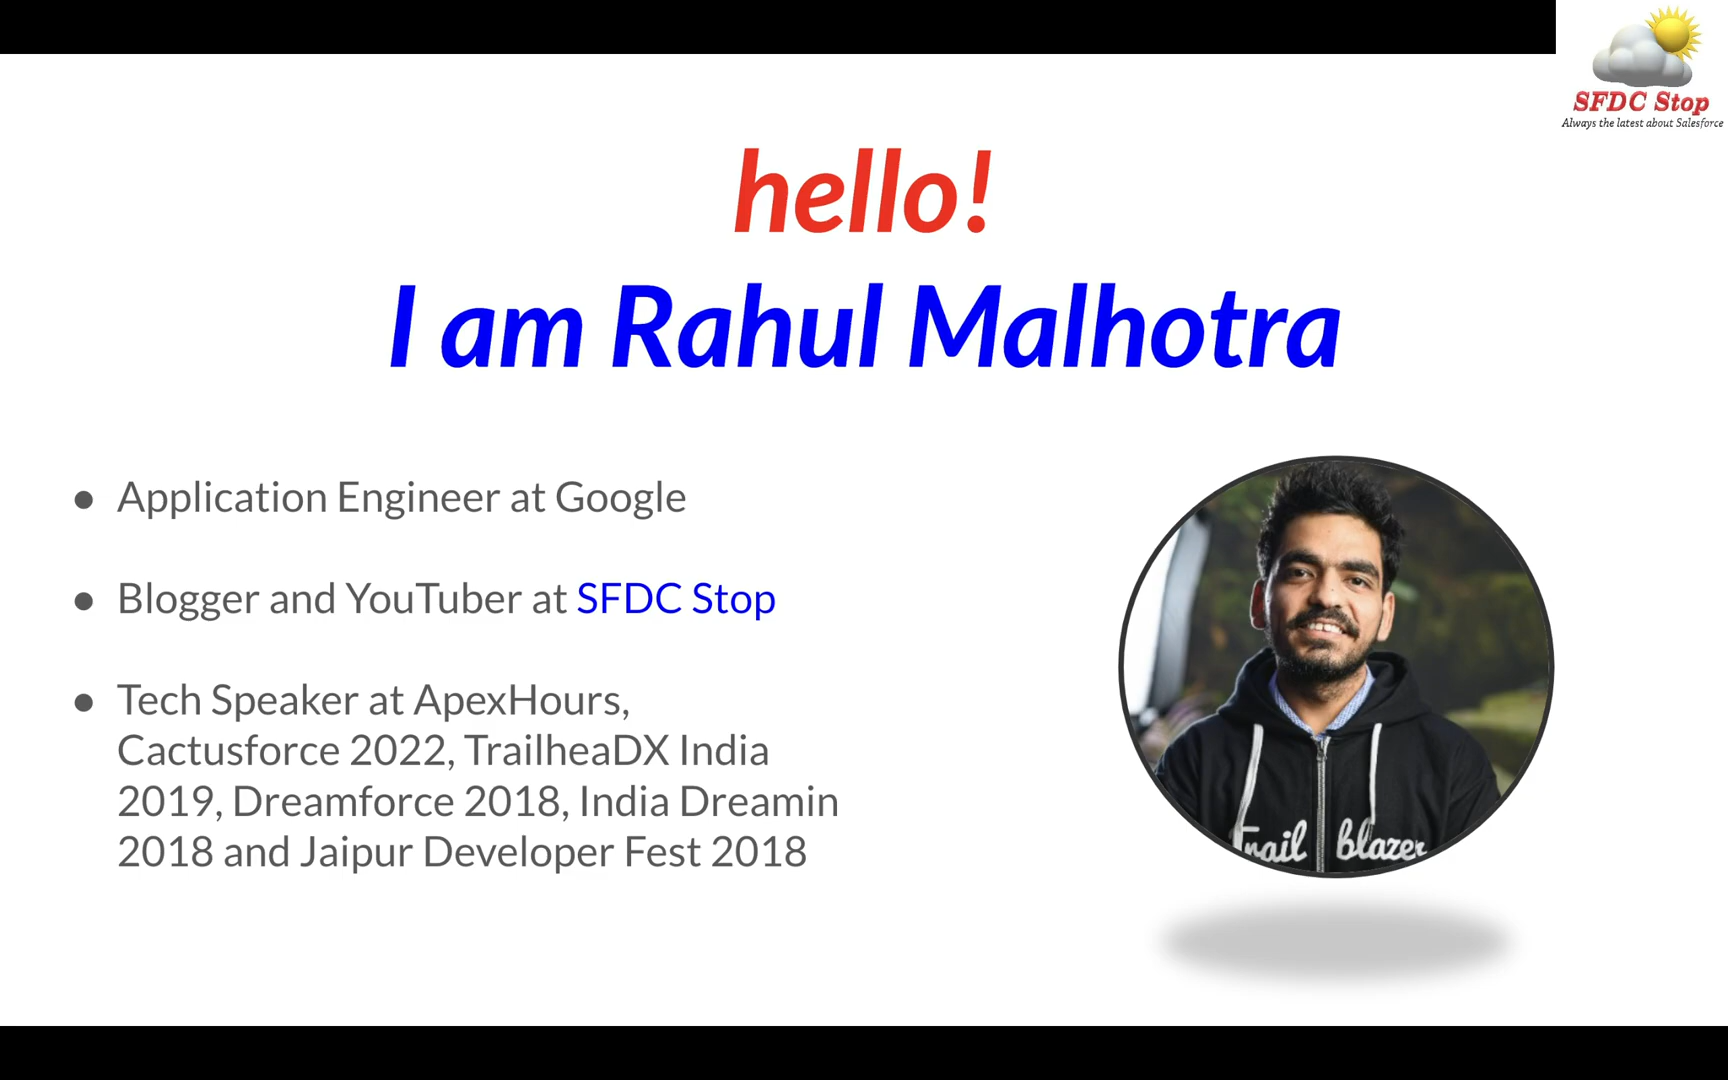 SFDC Stop
Always the latest about Salesforce
hello!
I am Rahul Malhotra
● Application Engineer at Google
● Blogger and YouTuber at SFDC Stop
● Tech Speaker at ApexHours,
Cactusforce 2022, TrailheaDX India
2019, Dreamforce 2018, India Dreamin
2018 and Jaipur Developer Fest 2018
Trail blazer